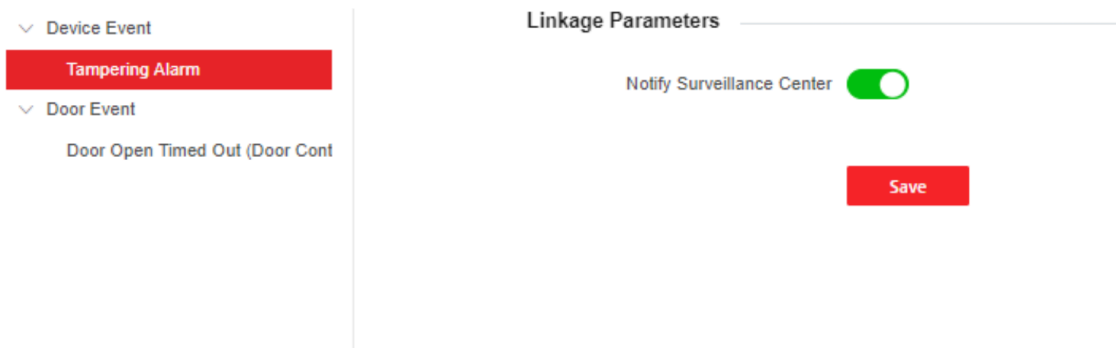 Device Event
Tampering Alarm
Door Event
Door Open Timed Out (Door Cont
Linkage Parameters
Notify Surveillance Center
Save